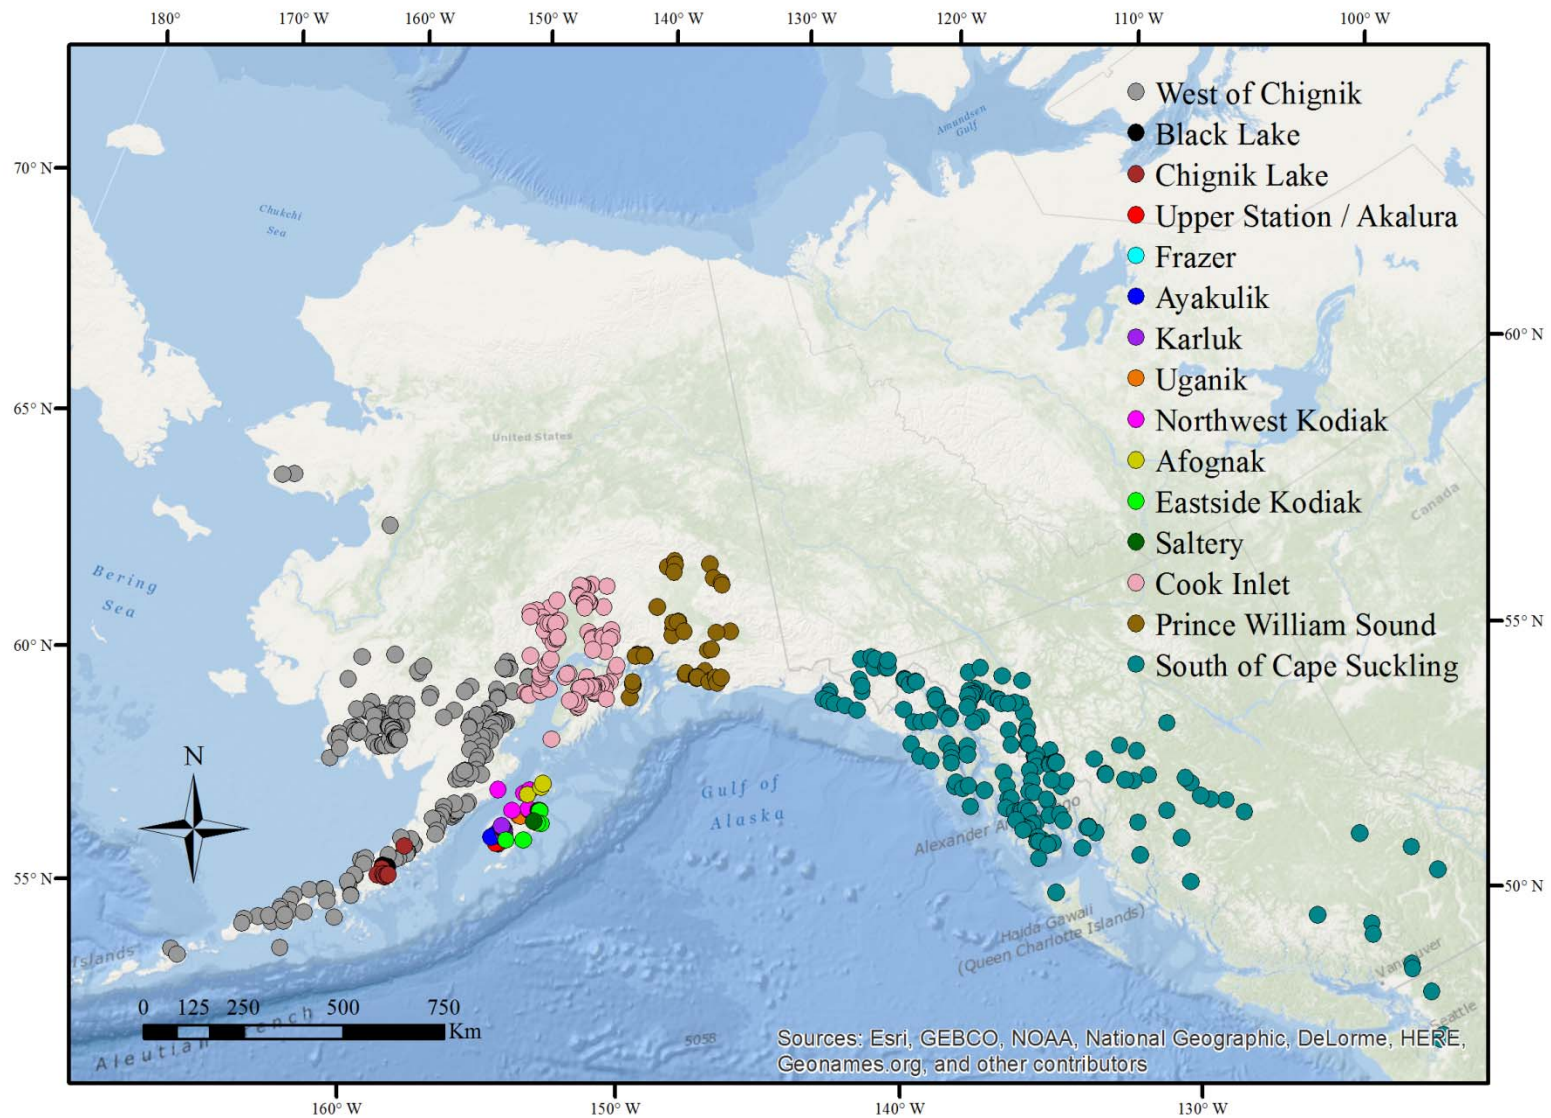 180° 170° W 160° W 150° W 140° W 130° W 120° W 110° W 100° W
70° N
65° N
60° N
55° N
60° N
55° N
50° N
160° W 150° W 140° W 130° W
West of Chignik
Black Lake
Chignik Lake
Upper Station / Akalura
Frazer
Ayakulik
Karluk
Uganik
Northwest Kodiak
Afognak
Eastside Kodiak
Saltery
Cook Inlet
Prince William Sound
South of Cape Suckling
Amundsen
Gulf
Chukchi
Sea
United States
Canada
Bering
Sea
Gulf of
Alaska
Haida Gwaii
(Queen Charlotte Islands)
Vancouver
Seattle
Islands
N
0 125 250 500 750
Km
Aleutian
5058
Sources: Esri, GEBCO, NOAA, National Geographic, DeLorme, HERE,
Geonames.org, and other contributors